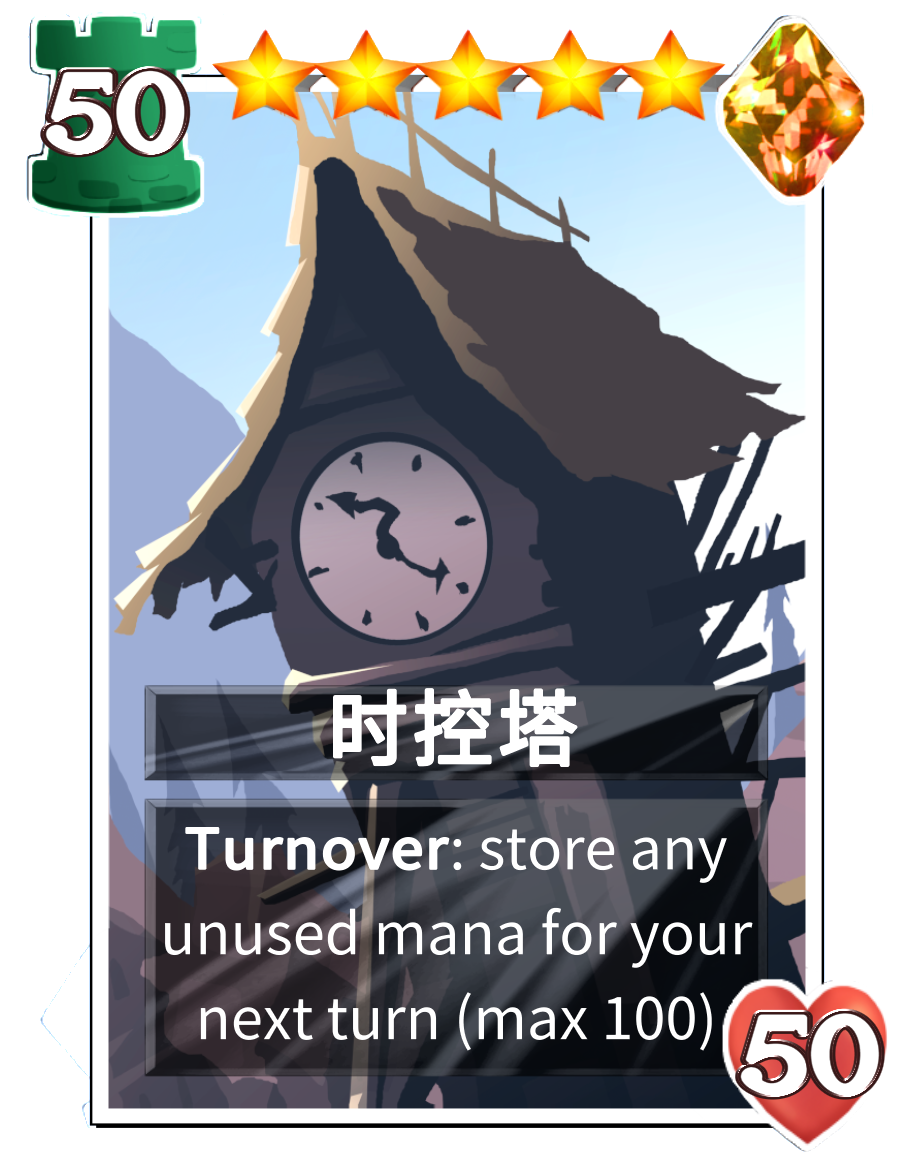 50
时控塔
Turnover: store any
unused mana for your
next turn (max 100)
50